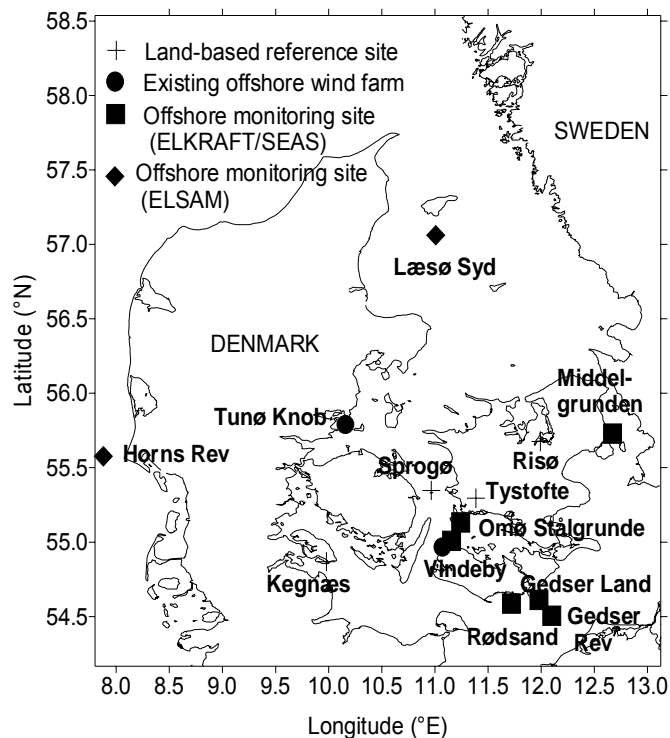 58.5
58.0
57.5
57.0
56.5
56.0
55.5
55.0
54.5
Latitude (°N)
Land-based reference site
Existing offshore wind farm
Offshore monitoring site
(ELKRAFT/SEAS)
Offshore monitoring site
(ELSAM)
SWEDEN
Læsø Syd
DENMARK
Middel-
grunden
Tunø Knob
Horns Rev
Sprogø
Risø
Tystofte
Omø Stålgrunde
Vindeby
Kegnæs
Gedser Land
Rødsand
Gedser
Rev
8.0 8.5 9.0 9.5 10.0 10.5 11.0 11.5 12.0 12.5 13.0
Longitude (°E)